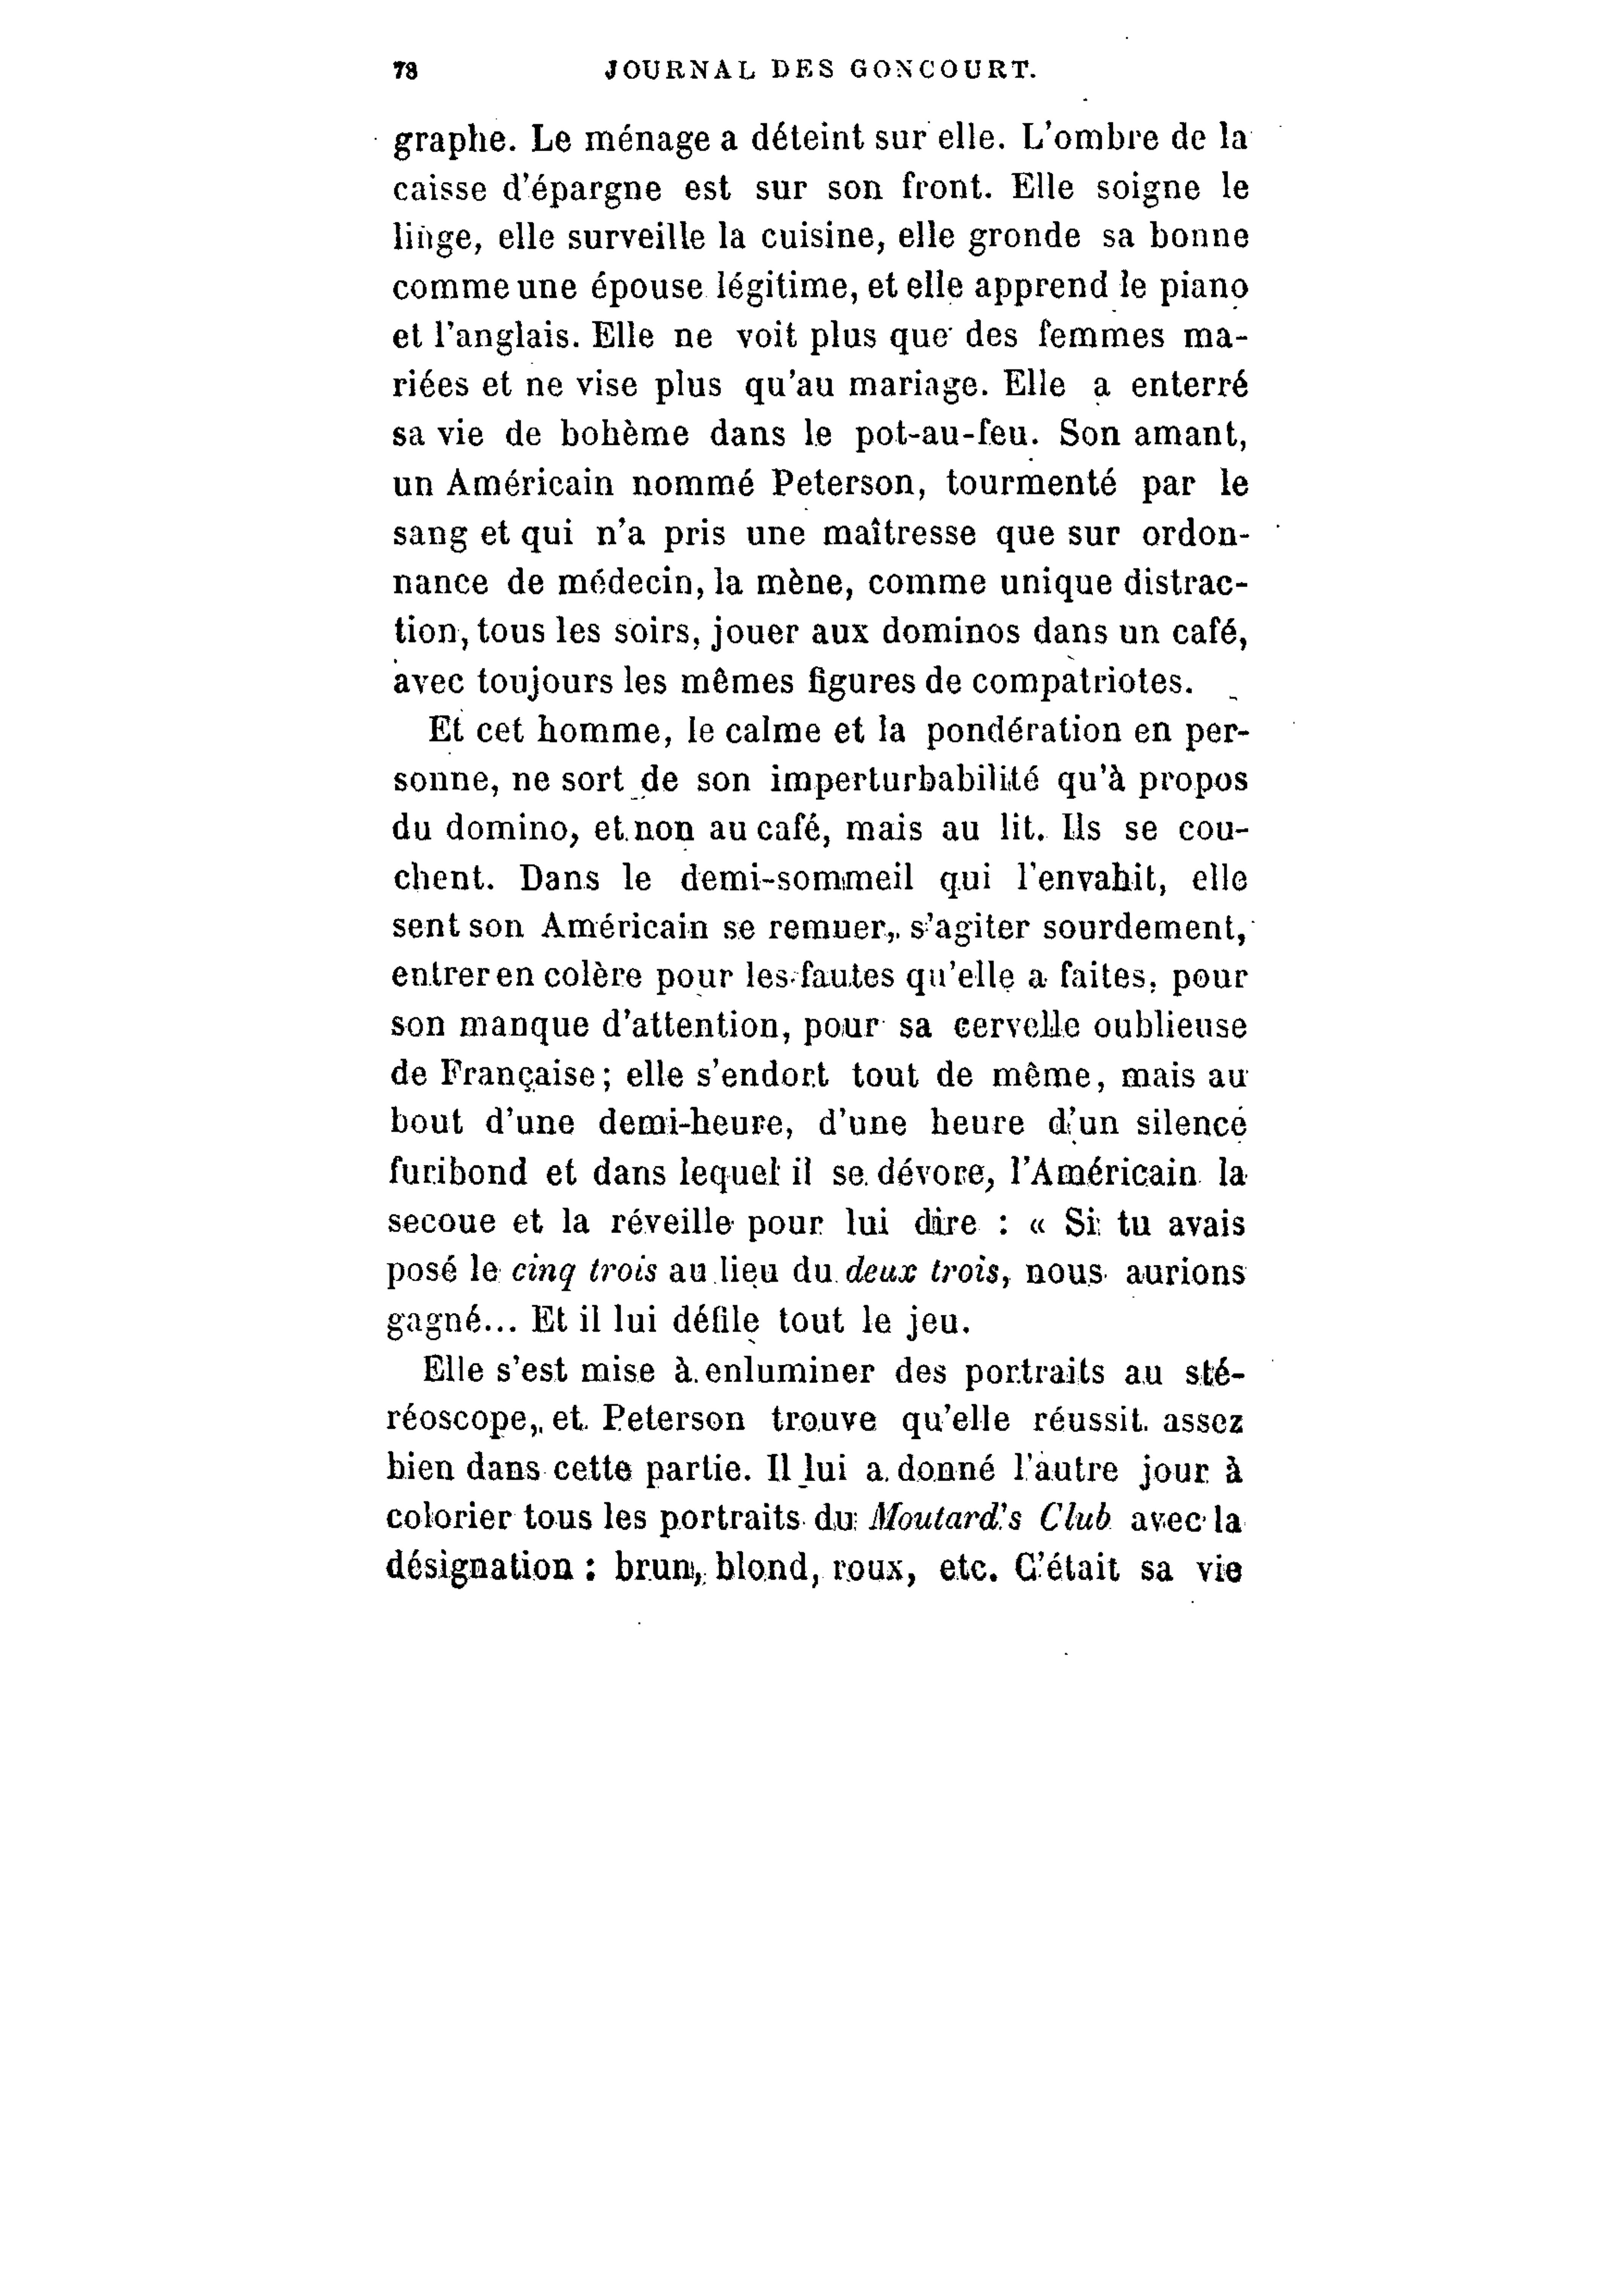 78 JOURNAL DES GONCOURT.
graphe. Le ménage a déteint sur elle. L'ombre de la
caisse d'épargne est sur son front. Elle soigne le
linge, elle surveille la cuisine, elle gronde sa bonne
comme une épouse légitime, et elle apprend le piano
et l'anglais. Elle ne voit plus que des femmes ma-
riées et ne vise plus qu'au mariage. Elle a enterré
sa vie de bohème dans le pot-au-feu. Son amant,
un Américain nommé Peterson, tourmenté par le
sang et qui n'a pris une maîtresse que sur ordon-
nance de médecin, la mène, comme unique distrac-
tion, tous les soirs, jouer aux dominos dans un café,
avec toujours les mêmes figures de compatriotes.
Et cet homme, le calme et la pondération en per-
sonne, ne sort de son imperturbabilité qu'à propos
du domino, et non au café, mais au lit. Ils se cou-
chent. Dans le demi-sommeil qui l'envahit, elle
sent son Américain se remuer, s'agiter sourdement,
entrer en colère pour les fautes qu'elle a faites, pour
son manque d'attention, pour sa cervelle oublieuse
de Française; elle s'endort tout de même, mais au
bout d'une demi-heure, d'une heure d'un silence
furibond et dans lequel il se dévore, l'Américain la
secoue et la réveille pour lui dire : « Si tu avais
posé le cinq trois au lieu du deux trois, nous aurions
gagné... Et il lui défile tout le jeu.
Elle s'est mise à enluminer des portraits au sté-
réoscope, et Peterson trouve qu'elle réussit assez
bien dans cette partie. Il lui a donné l'autre jour à
colorier tous les portraits du Moutard's Club avec la
désignation : brun, blond, roux, etc. C'était sa vie